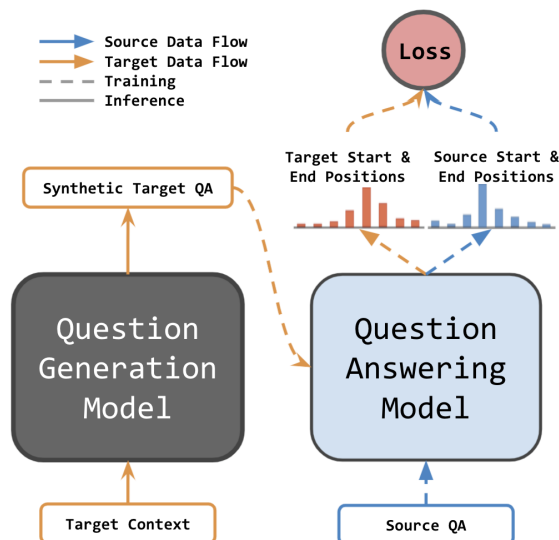 Source Data Flow
Target Data Flow
Training
Inference
Loss
Target Start &
End Positions
Source Start &
End Positions
Synthetic Target QA
Question
Generation
Model
Question
Answering
Model
Target Context
Source QA